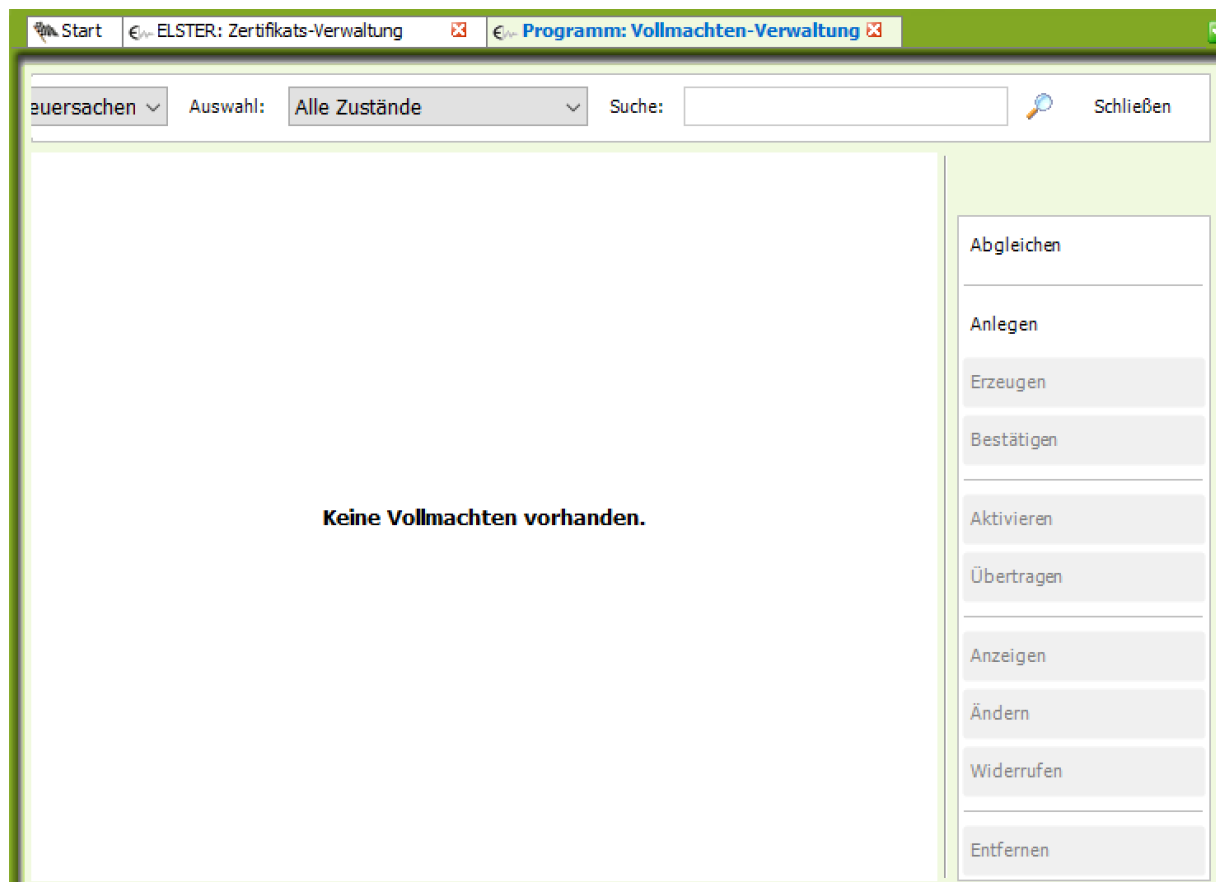 Start ELSTER: Zertifikats-Verwaltung Programm: Vollmachten-Verwaltung
euersachen Auswahl: Alle Zustände Suche: Schließen
Abgleichen
Anlegen
Erzeugen
Bestätigen
Keine Vollmachten vorhanden.
Aktivieren
Übertragen
Anzeigen
Ändern
Widerrufen
Entfernen